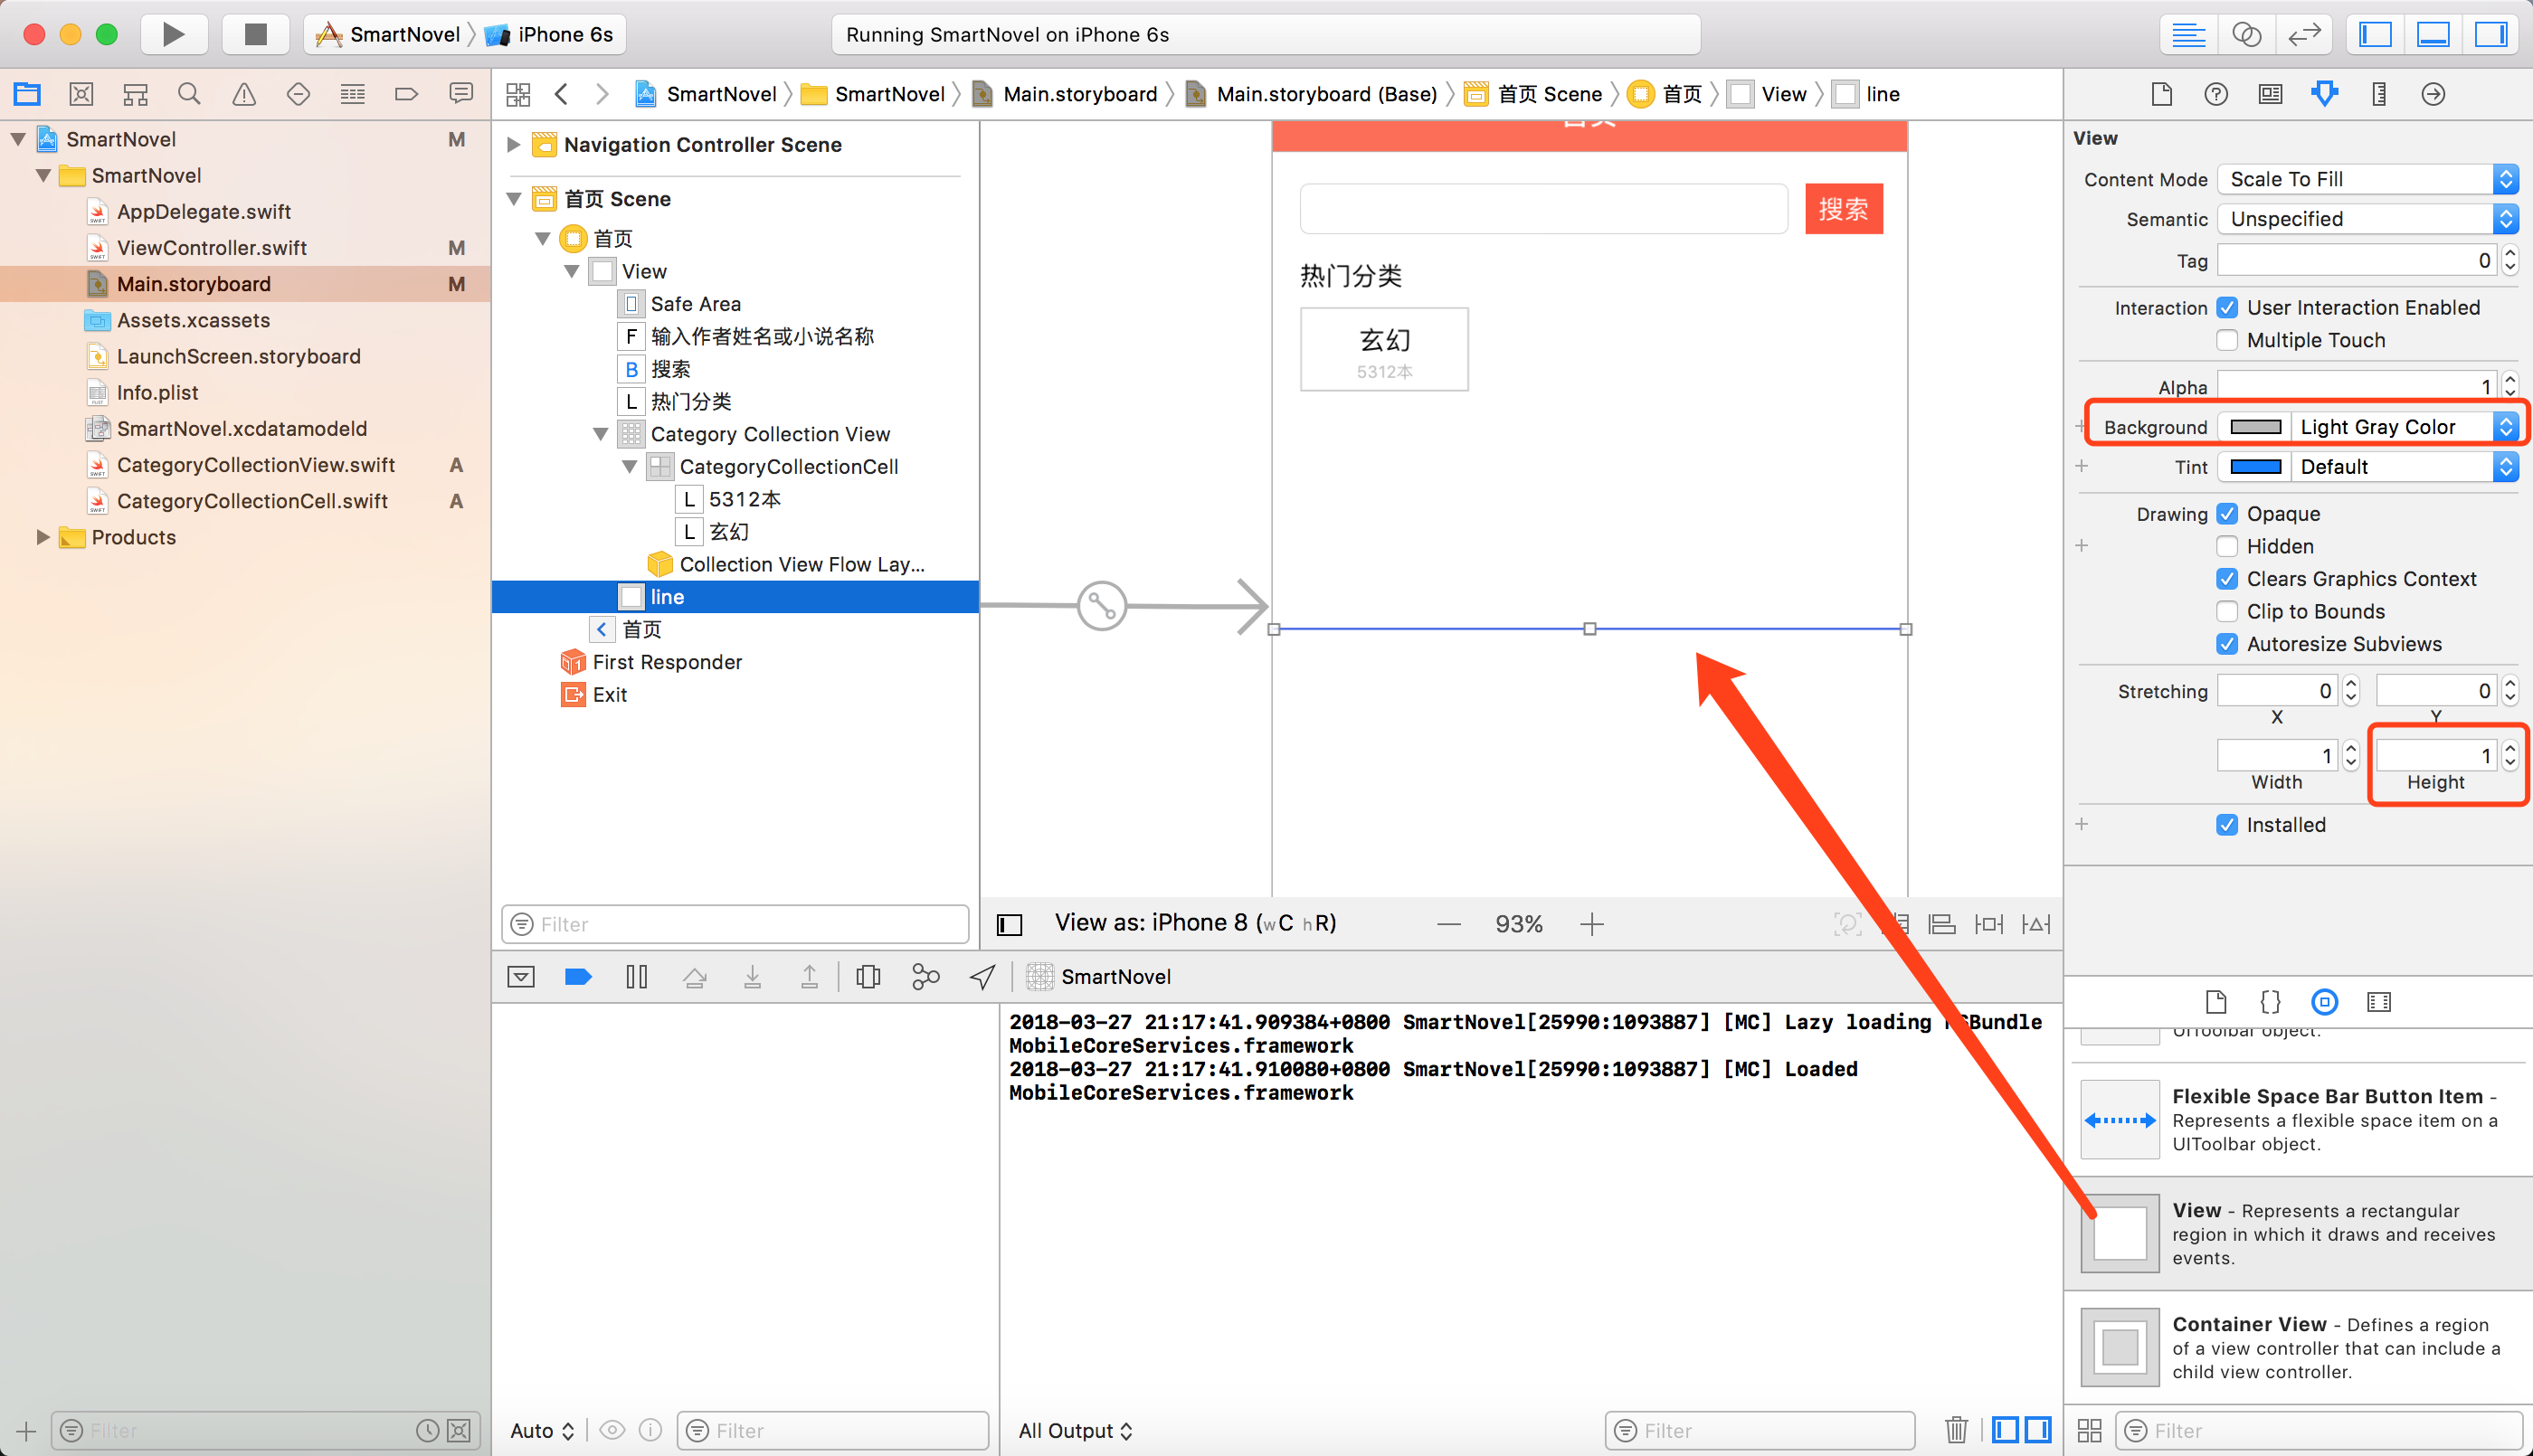 SmartNovel
iPhone 6s
Running SmartNovel on iPhone 6s
SmartNovel
SmartNovel
Main.storyboard
Main.storyboard (Base)
首页 Scene
首页
View
line
SmartNovel M
SmartNovel
AppDelegate.swift
ViewController.swift M
Main.storyboard M
Assets.xcassets
LaunchScreen.storyboard
Info.plist
SmartNovel.xcdatamodeld
CategoryCollectionView.swift A
CategoryCollectionCell.swift A
Products
Filter
Navigation Controller Scene
首页 Scene
首页
View
Safe Area
F 输入作者姓名或小说名称
B 搜索
L 热门分类
Category Collection View
CategoryCollectionCell
L 5312本
L 玄幻
Collection View Flow Lay...
line
首页
First Responder
Exit
Filter
首页
搜索
热门分类
玄幻
5312本
View as: iPhone 8 (wC hR)
93%
SmartNovel
2018-03-27 21:17:41.909384+0800 SmartNovel[25990:1093887] [MC] Lazy loading NSBundle
MobileCoreServices.framework
2018-03-27 21:17:41.910080+0800 SmartNovel[25990:1093887] [MC] Loaded
MobileCoreServices.framework
Auto
Filter
All Output
Filter
View
Content Mode Scale To Fill
Semantic Unspecified
Tag 0
Interaction User Interaction Enabled
Multiple Touch
Alpha 1
Background Light Gray Color
Tint Default
Drawing Opaque
Hidden
Clears Graphics Context
Clip to Bounds
Autoresize Subviews
Stretching 0 0
X Y
1 1
Width Height
Installed
UIToolbar object.
Flexible Space Bar Button Item -
Represents a flexible space item on a
UIToolbar object.
View - Represents a rectangular
region in which it draws and receives
events.
Container View - Defines a region
of a view controller that can include a
child view controller.
Filter